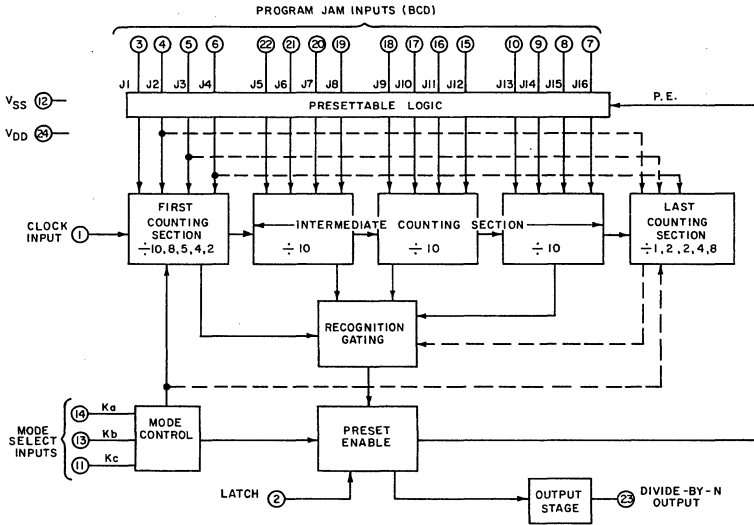 PROGRAM JAM INPUTS (BCD)
3 4 5 6 22 21 20 19 18 17 16 15 10 9 8 7
J1 J2 J3 J4 J5 J6 J7 J8 J9 J10 J11 J12 J13 J14 J15 J16
VSS 12
PRESETTABLE LOGIC
P.E.
VDD 24
CLOCK
INPUT 1
FIRST
COUNTING
SECTION
÷10,8,5,4,2
INTERMEDIATE COUNTING SECTION
÷ 10
÷ 10
÷ 10
LAST
COUNTING
SECTION
÷1,2,2,4,8
RECOGNITION
GATING
MODE
SELECT
INPUTS
14 Ka
13 Kb
11 Kc
MODE
CONTROL
PRESET
ENABLE
LATCH 2
OUTPUT
STAGE
23 DIVIDE-BY-N
OUTPUT